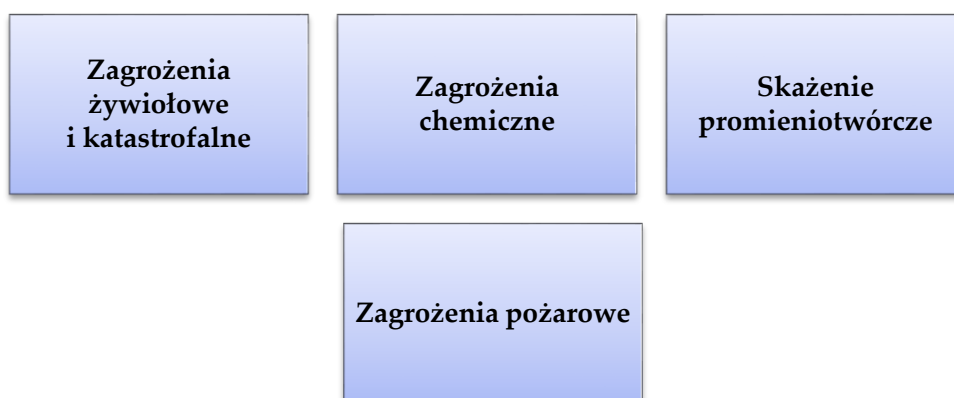 Zagrożenia
żywiołowe
i katastrofalne
Zagrożenia
chemiczne
Skażenie
promieniotwórcze
Zagrożenia pożarowe